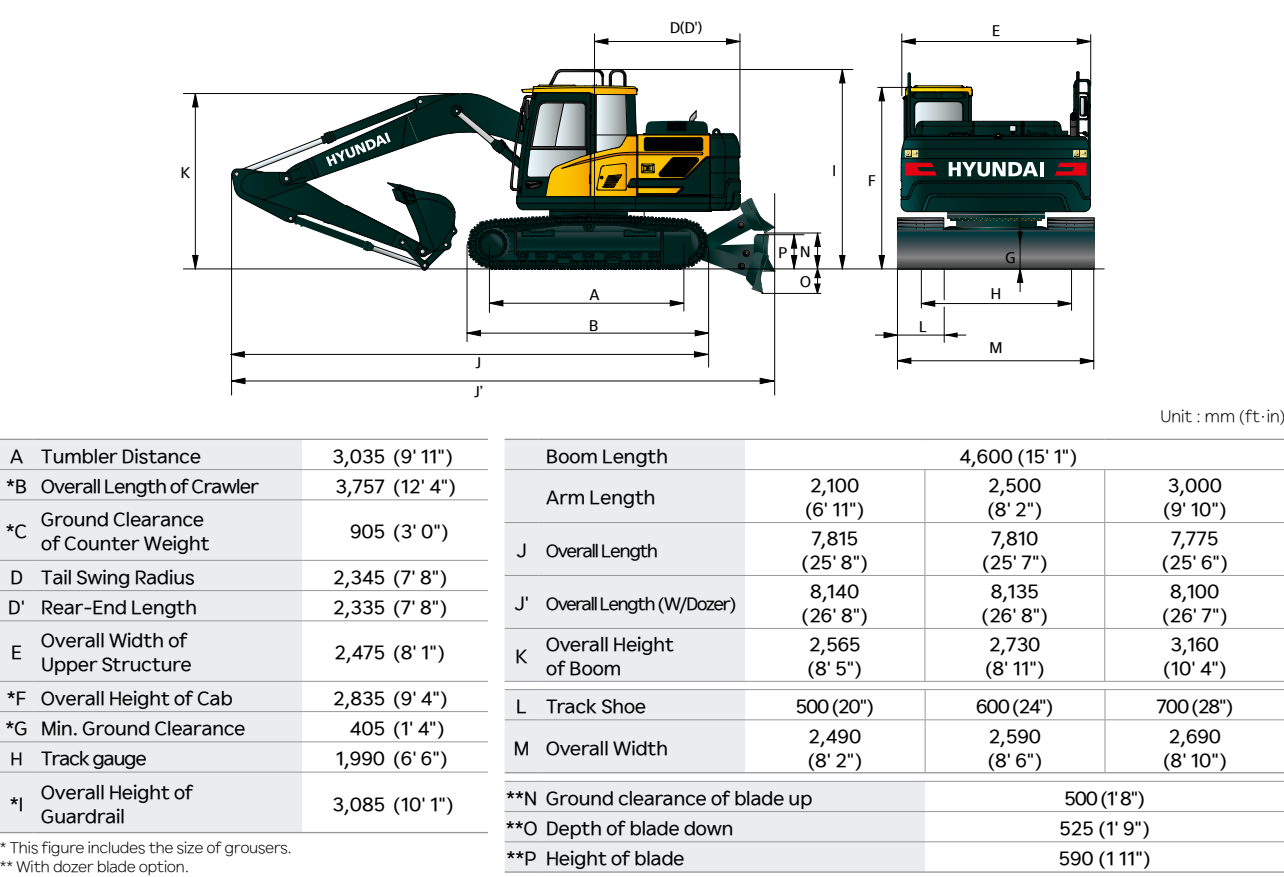 D(D')
E
K
HYUNDAI
I
F
HYUNDAI
P
N
O
G
A
H
B
L
M
J
J'
Unit : mm (ft·in)
A Tumbler Distance 3,035 (9' 11")
*B Overall Length of Crawler 3,757 (12' 4")
*C Ground Clearance
of Counter Weight 905 (3' 0")
D Tail Swing Radius 2,345 (7' 8")
D' Rear-End Length 2,335 (7' 8")
E Overall Width of
Upper Structure 2,475 (8' 1")
*F Overall Height of Cab 2,835 (9' 4")
*G Min. Ground Clearance 405 (1' 4")
H Track gauge 1,990 (6' 6")
*I Overall Height of
Guardrail 3,085 (10' 1")
* This figure includes the size of grousers.
** With dozer blade option.
Boom Length 4,600 (15' 1")
Arm Length 2,100 2,500 3,000
(6' 11") (8' 2") (9' 10")
J Overall Length 7,815 7,810 7,775
(25' 8") (25' 7") (25' 6")
J' Overall Length (W/Dozer) 8,140 8,135 8,100
(26' 8") (26' 8") (26' 7")
K Overall Height 2,565 2,730 3,160
of Boom (8' 5") (8' 11") (10' 4")
L Track Shoe 500 (20") 600 (24") 700 (28")
M Overall Width 2,490 2,590 2,690
(8' 2") (8' 6") (8' 10")
**N Ground clearance of blade up 500 (1'8")
**O Depth of blade down 525 (1' 9")
**P Height of blade 590 (1 11")